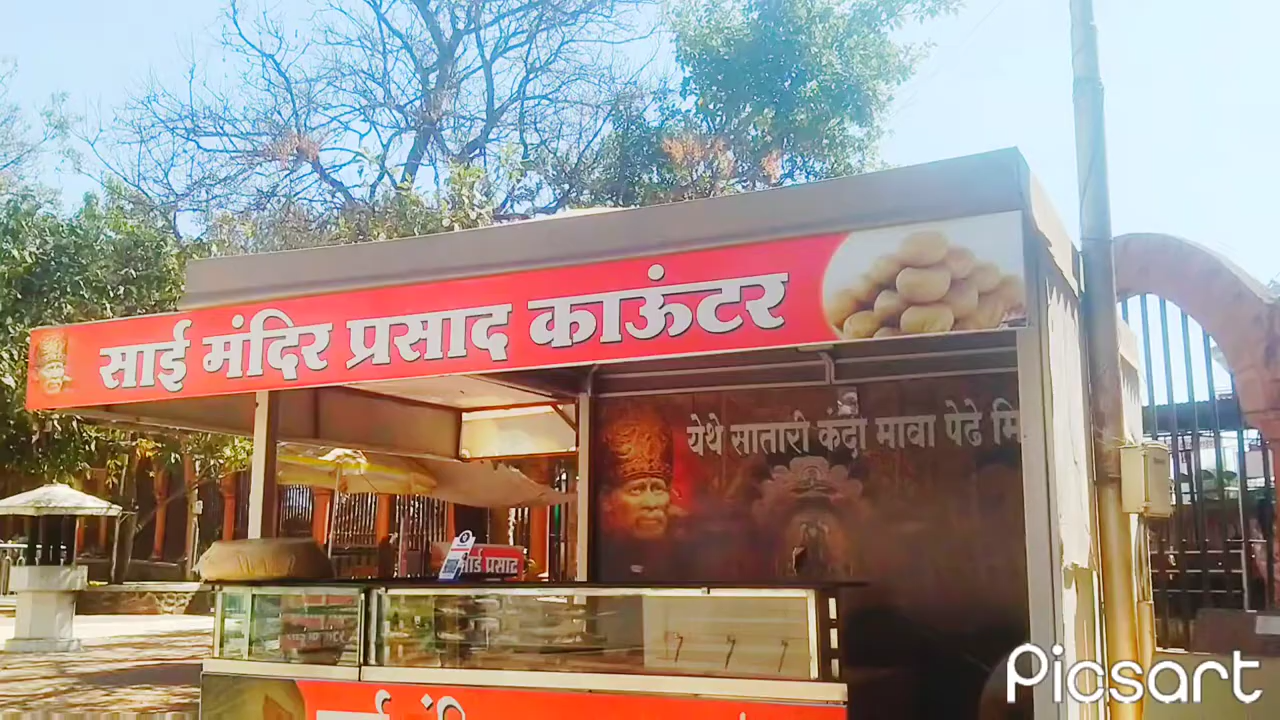 साई मंदिर प्रसाद काऊंटर
येथे सातारी कंदी मावा पेढे मि
साई प्रसाद
Picsart